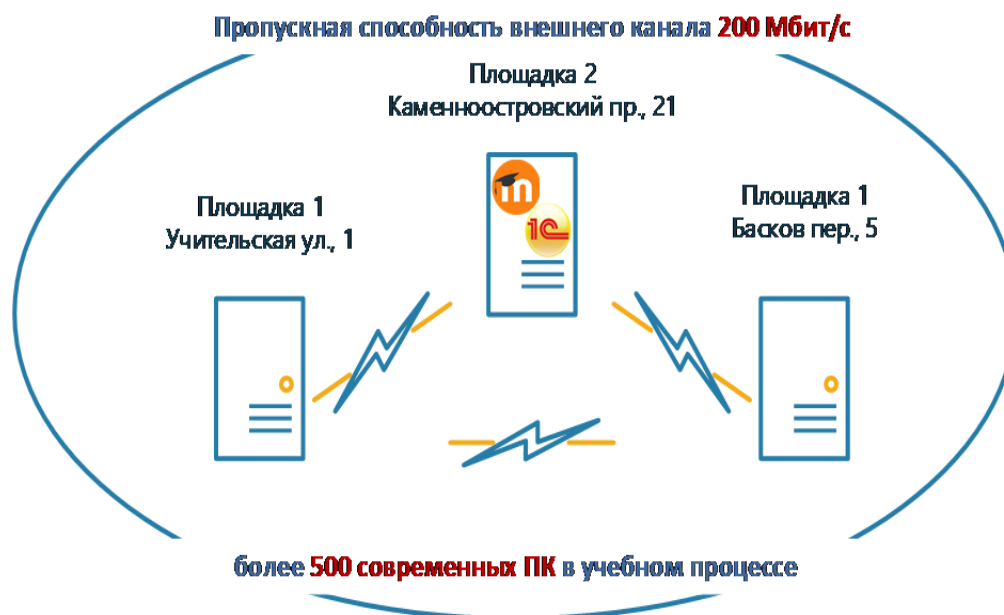 Пропускная способность внешнего канала 200 Мбит/с
Площадка 2
Каменноостровский пр., 21
Площадка 1
Учительская ул., 1
Площадка 1
Басков пер., 5
m
1С
более 500 современных ПК в учебном процессе